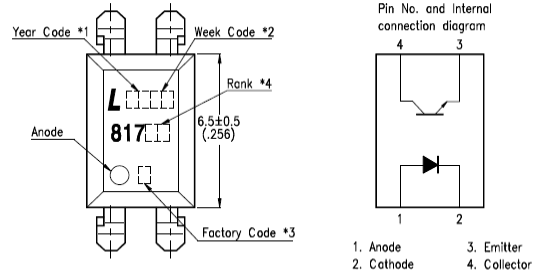 Year Code *1
Week Code *2
Rank *4
L
817
6.5±0.5
(.256)
Anode
Factory Code *3
Pin No. and Internal
connection diagram
4 3
1 2
1. Anode 3. Emitter
2. Cathode 4. Collector